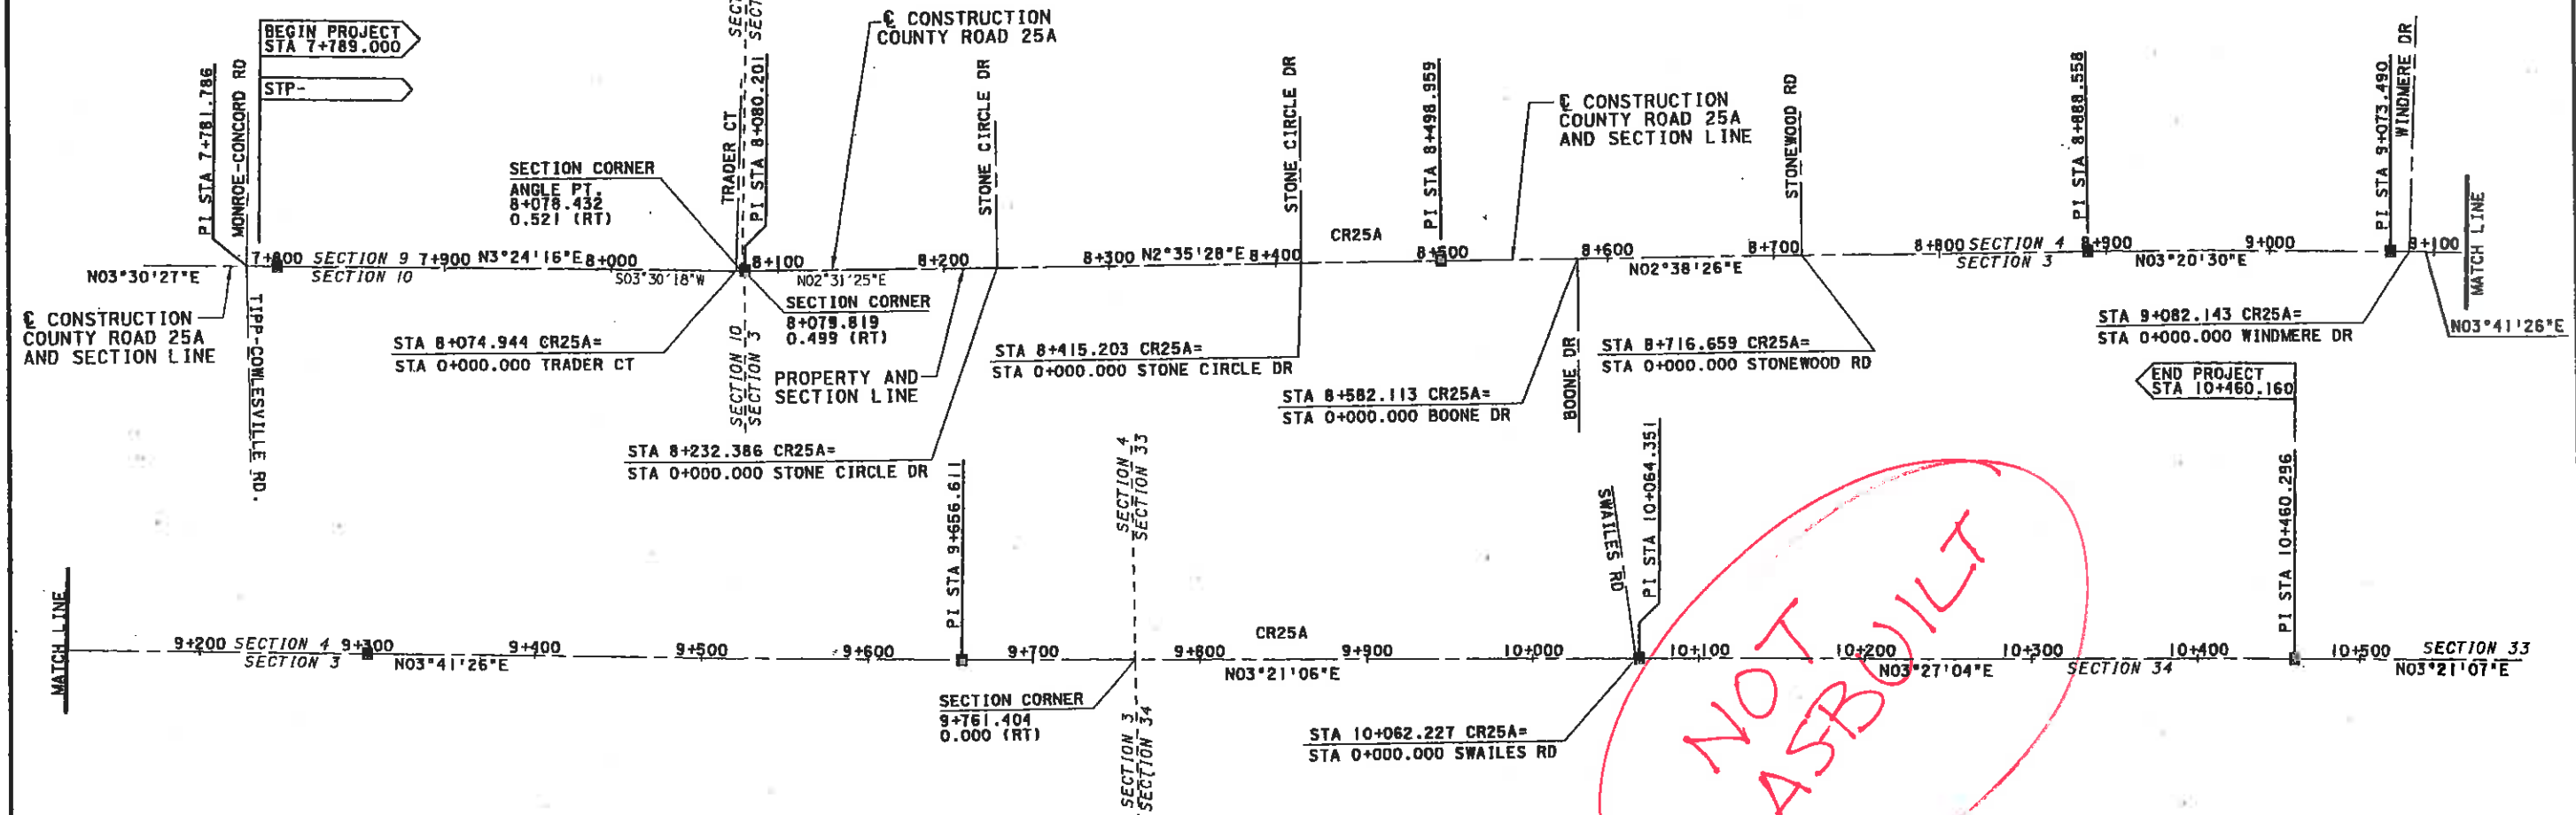 BEGIN PROJECT
STA 7+789.000
STP-
PI STA 7+781.786
MONROE-CONCORD RD
TIPP-COWLESVILLE RD.
N03°30'27"E
℄ CONSTRUCTION
COUNTY ROAD 25A
AND SECTION LINE
7+800 SECTION 9 7+900 N3°24'16"E 8+000
SECTION 10
S03°30'18"W
SECTION CORNER
ANGLE PT.
8+078.432
0.521 (RT)
STA 8+074.944 CR25A=
STA 0+000.000 TRADER CT
TRADER CT
PI STA 8+080.201
SECTION 10
SECTION 3
℄ CONSTRUCTION
COUNTY ROAD 25A
8+100
N02°31'25"E
SECTION CORNER
8+079.819
0.499 (RT)
PROPERTY AND
SECTION LINE
8+200
STONE CIRCLE DR
STA 8+232.386 CR25A=
STA 0+000.000 STONE CIRCLE DR
8+300 N2°35'28"E 8+400
STONE CIRCLE DR
STA 8+415.203 CR25A=
STA 0+000.000 STONE CIRCLE DR
CR25A
PI STA 8+498.959
8+500
℄ CONSTRUCTION
COUNTY ROAD 25A
AND SECTION LINE
8+600
N02°38'26"E
BOONE DR
STA 8+582.113 CR25A=
STA 0+000.000 BOONE DR
8+700
STONEWOOD RD
STA 8+716.659 CR25A=
STA 0+000.000 STONEWOOD RD
8+800 SECTION 4 8+900
SECTION 3
PI STA 8+888.558
N03°20'30"E
9+000
PI STA 9+073.490
WINDMERE DR
9+100
MATCH LINE
N03°41'26"E
STA 9+082.143 CR25A=
STA 0+000.000 WINDMERE DR
END PROJECT
STA 10+460.160
MATCH LINE
9+200 SECTION 4 9+300
SECTION 3
N03°41'26"E
9+400
9+500
9+600
PI STA 9+656.611
9+700
SECTION CORNER
9+761.404
0.000 (RT)
SECTION 4
SECTION 33
SECTION 3
SECTION 34
9+800
N03°21'06"E
CR25A
9+900
10+000
SWAILES RD
PI STA 10+064.351
STA 10+062.227 CR25A=
STA 0+000.000 SWAILES RD
10+100
10+200
N03°27'04"E
10+300
SECTION 34
10+400
PI STA 10+460.296
10+500
SECTION 33
N03°21'07"E
NOT
ASBUILT